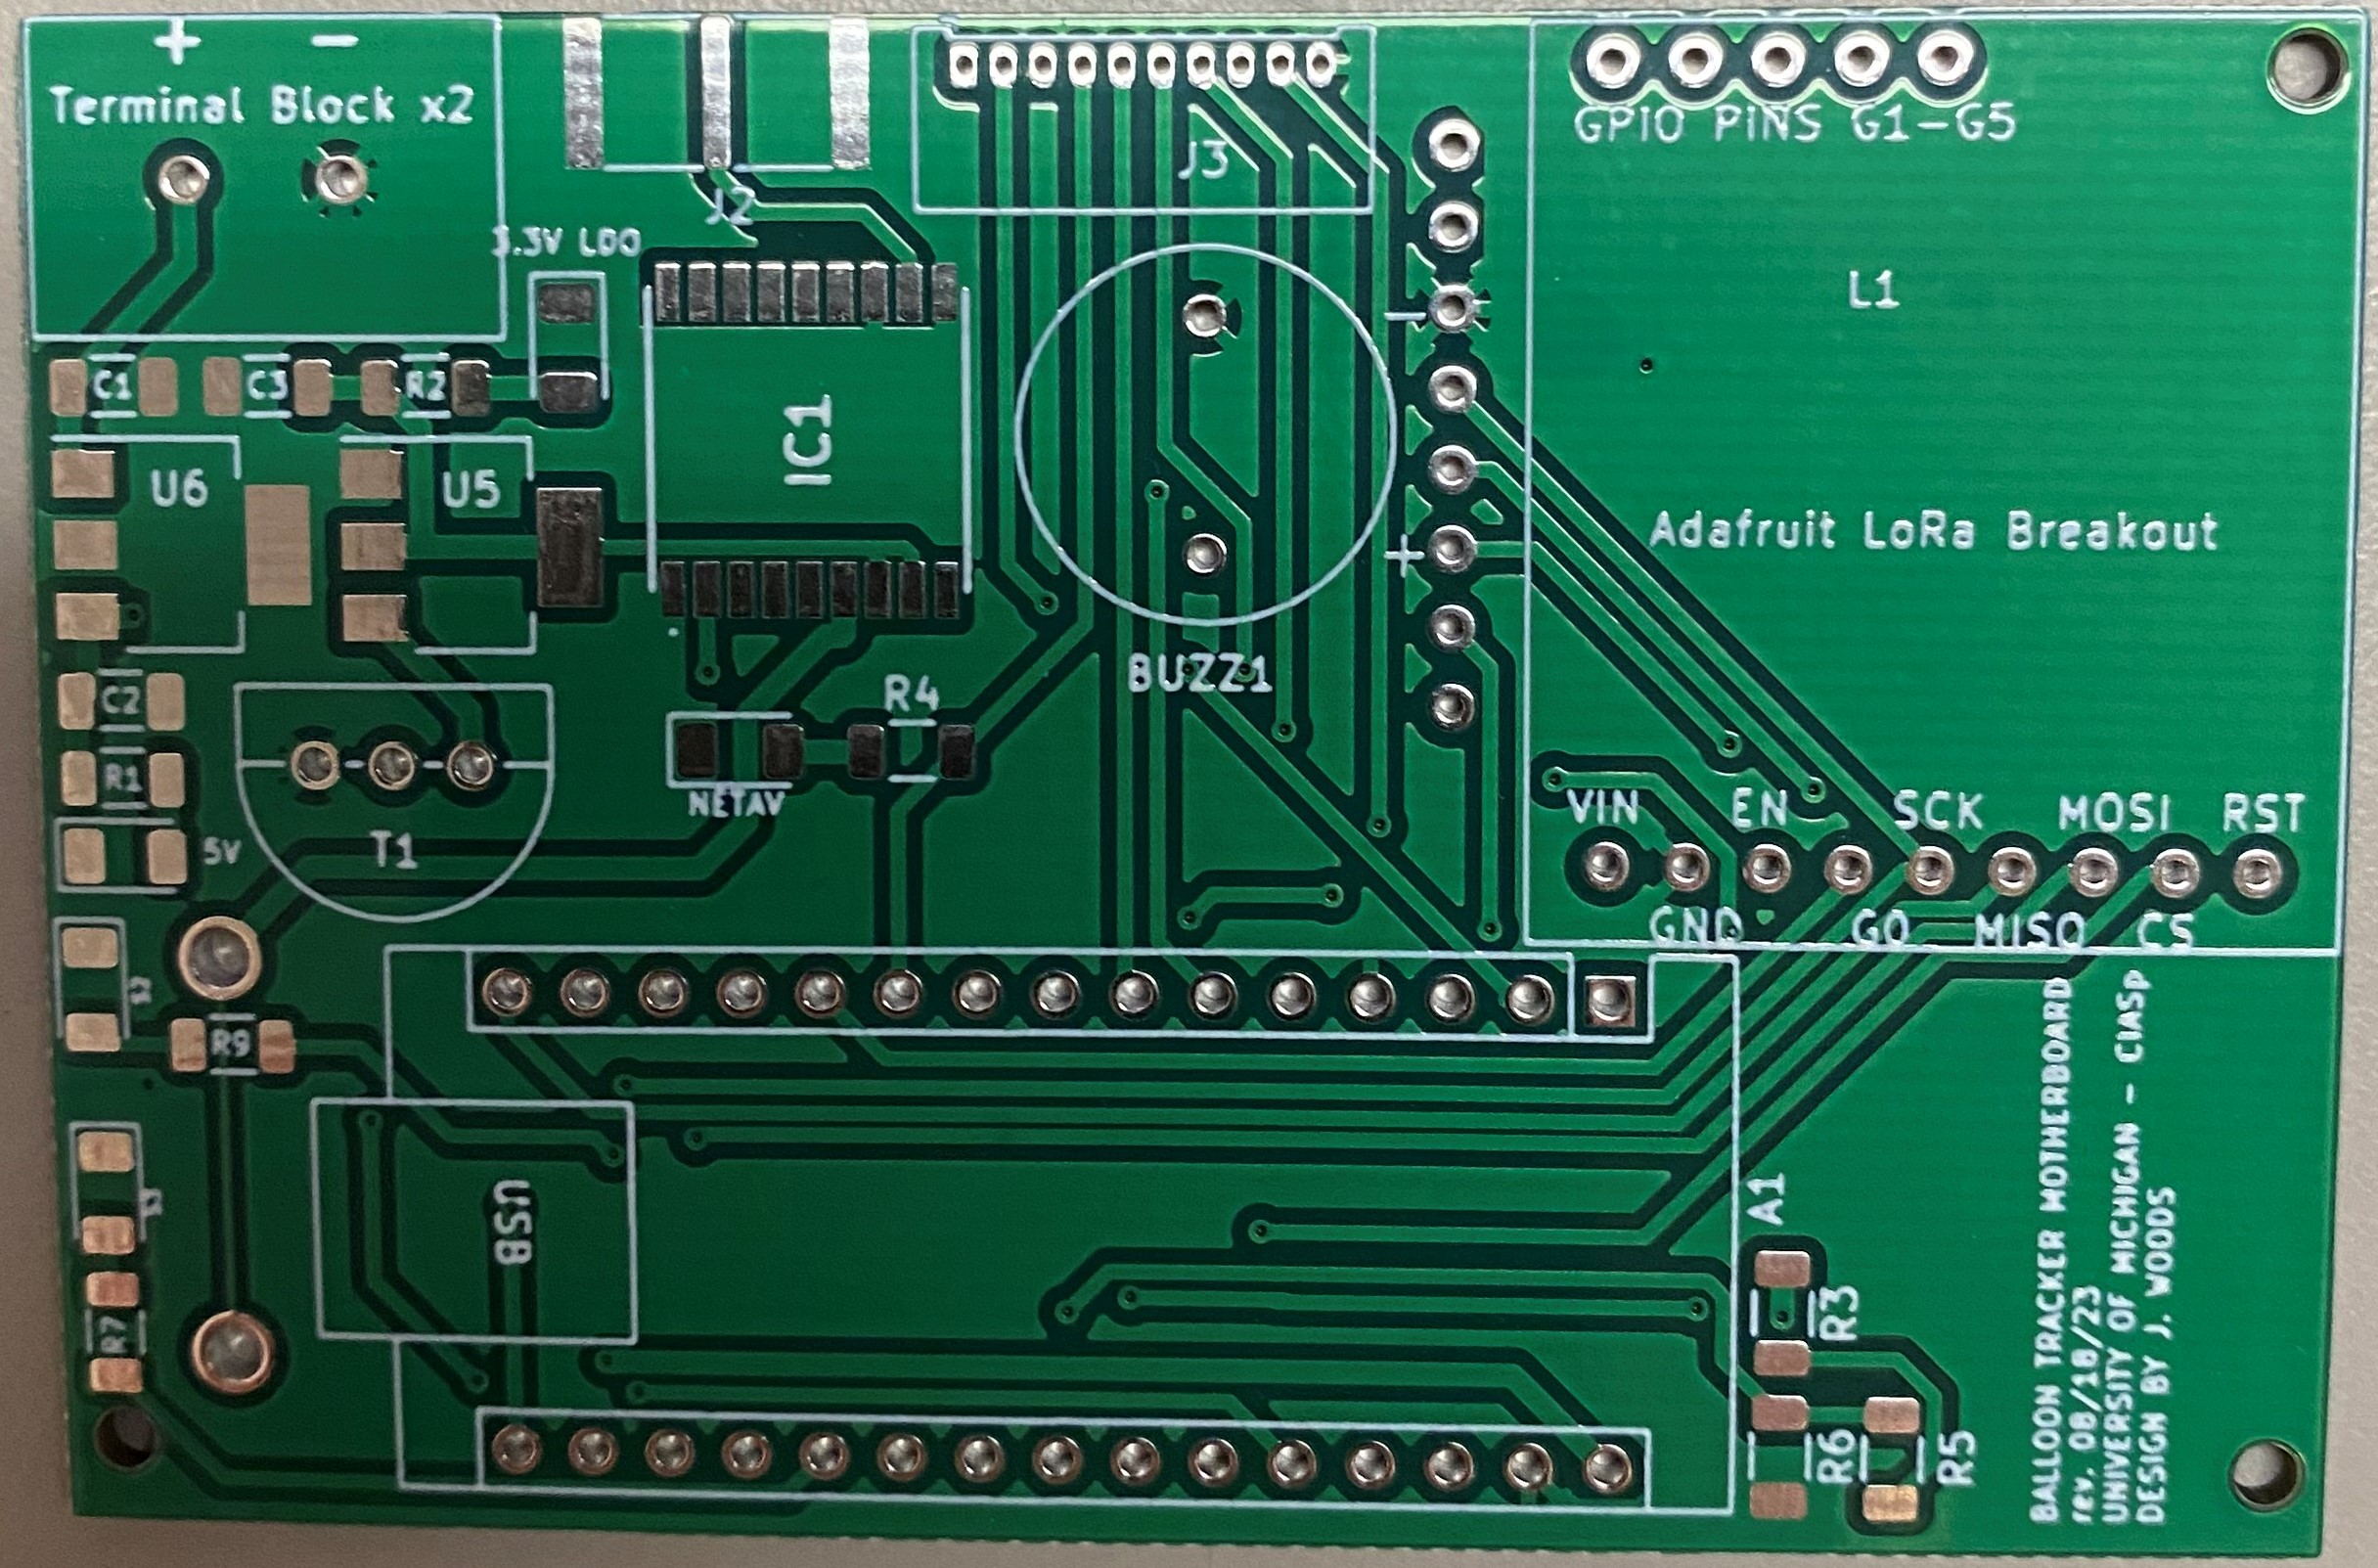 + -
Terminal Block x2
GPIO PINS G1-G5
J3
J2
3.3V LDO
L1
C1
C3
R2
IC1
U6
U5
Adafruit LoRa Breakout
-
+
BUZZ1
C2
R4
R1
NETAV
5V
T1
VIN
EN
SCK
MOSI
RST
GND
G0
MISO
CS
R9
USB
A1
R3
R7
R6
R5
BALLOON TRACKER MOTHERBOARD
rev. 08/18/23
UNIVERSITY OF MICHIGAN - ClASp
DESIGN BY J. WOODS